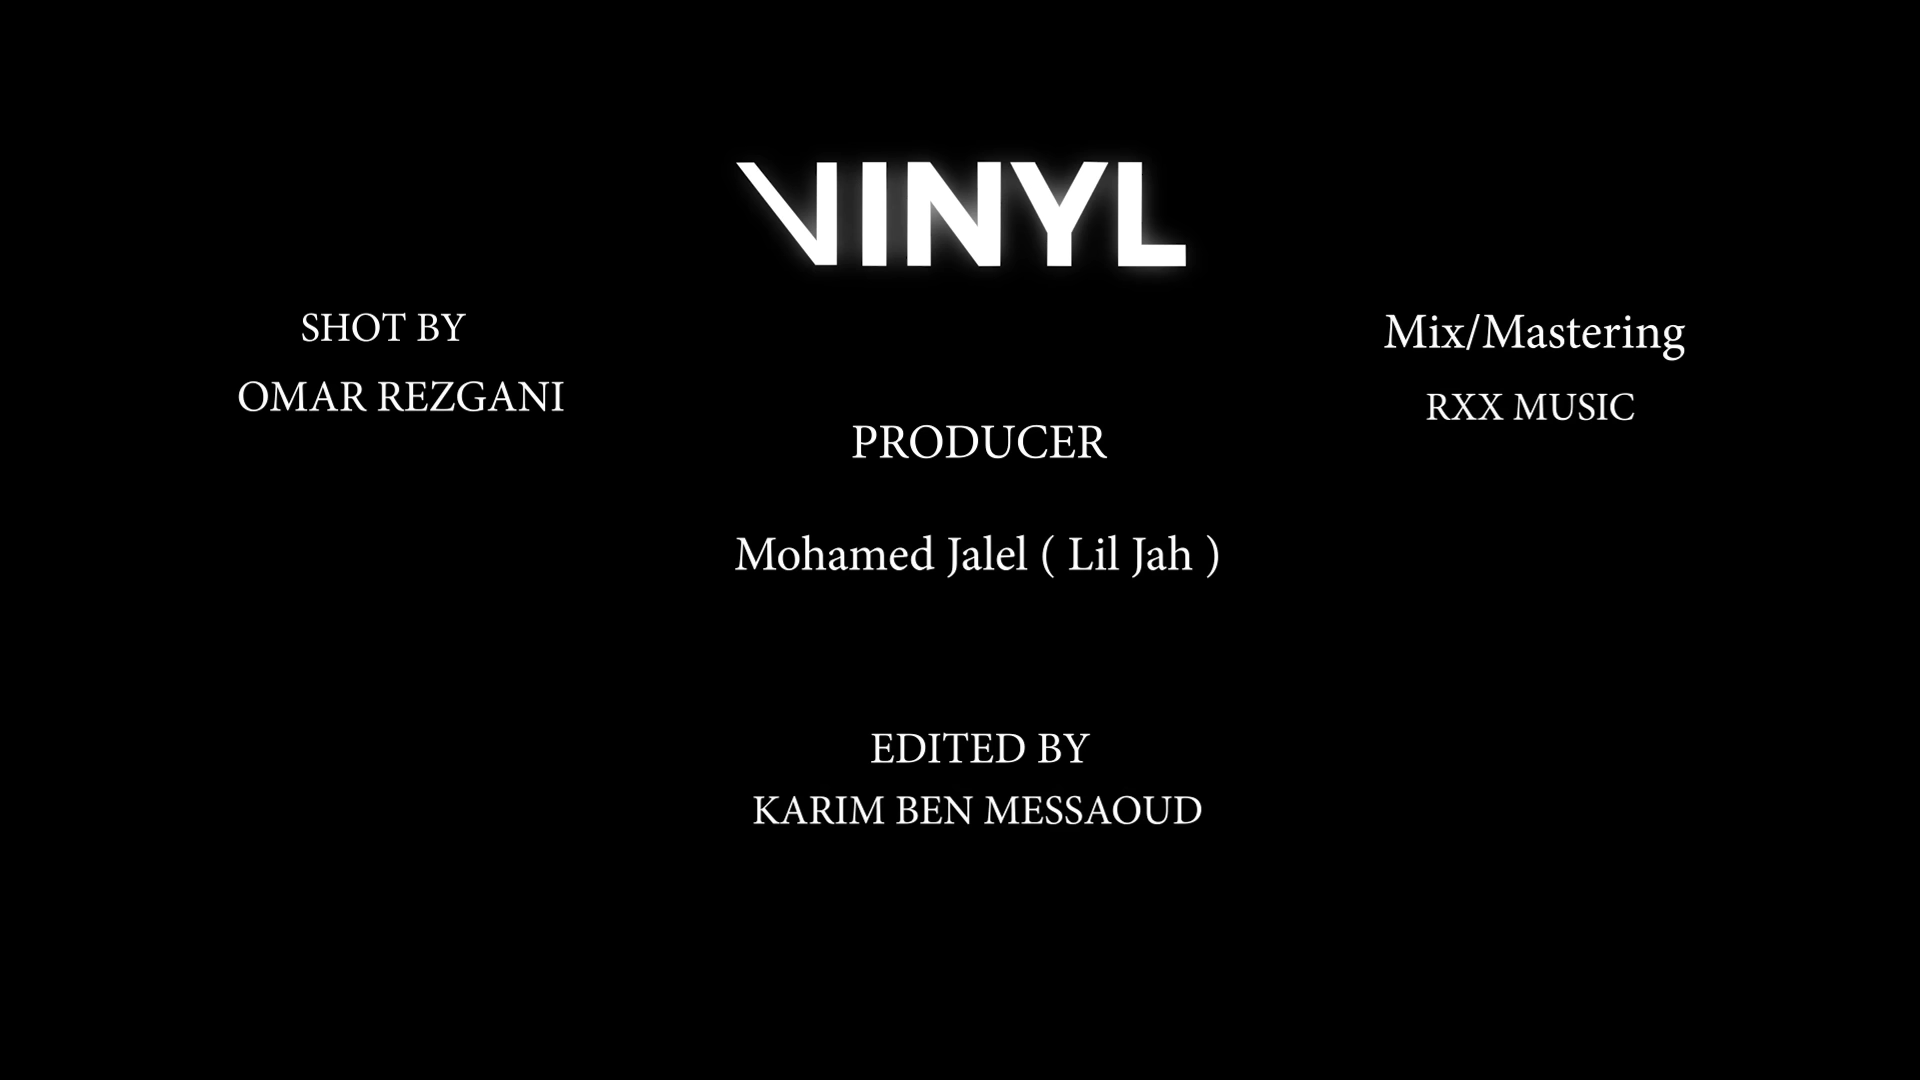 VINYL
SHOT BY
OMAR REZGANI
Mix/Mastering
RXX MUSIC
PRODUCER
Mohamed Jalel ( Lil Jah )
EDITED BY
KARIM BEN MESSAOUD